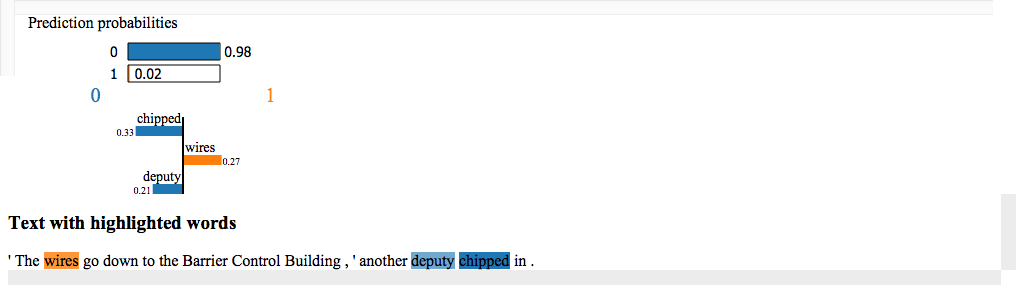 Prediction probabilities
0 0.98
1 0.02
0 1
chipped
0.33
wires
0.27
deputy
0.21
Text with highlighted words
' The wires go down to the Barrier Control Building , ' another deputy chipped in .